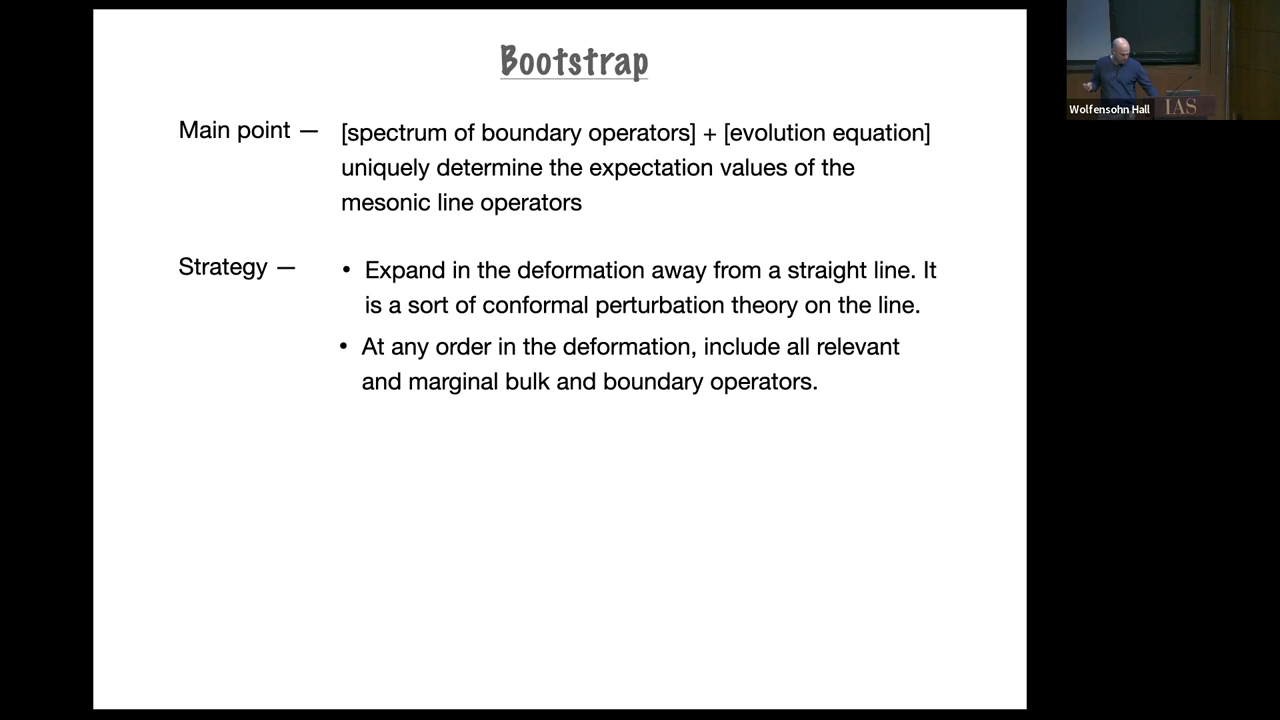 Bootstrap
Main point — [spectrum of boundary operators] + [evolution equation]
uniquely determine the expectation values of the
mesonic line operators
Strategy — • Expand in the deformation away from a straight line. It
is a sort of conformal perturbation theory on the line.
• At any order in the deformation, include all relevant
and marginal bulk and boundary operators.
Wolfensohn Hall
IAS